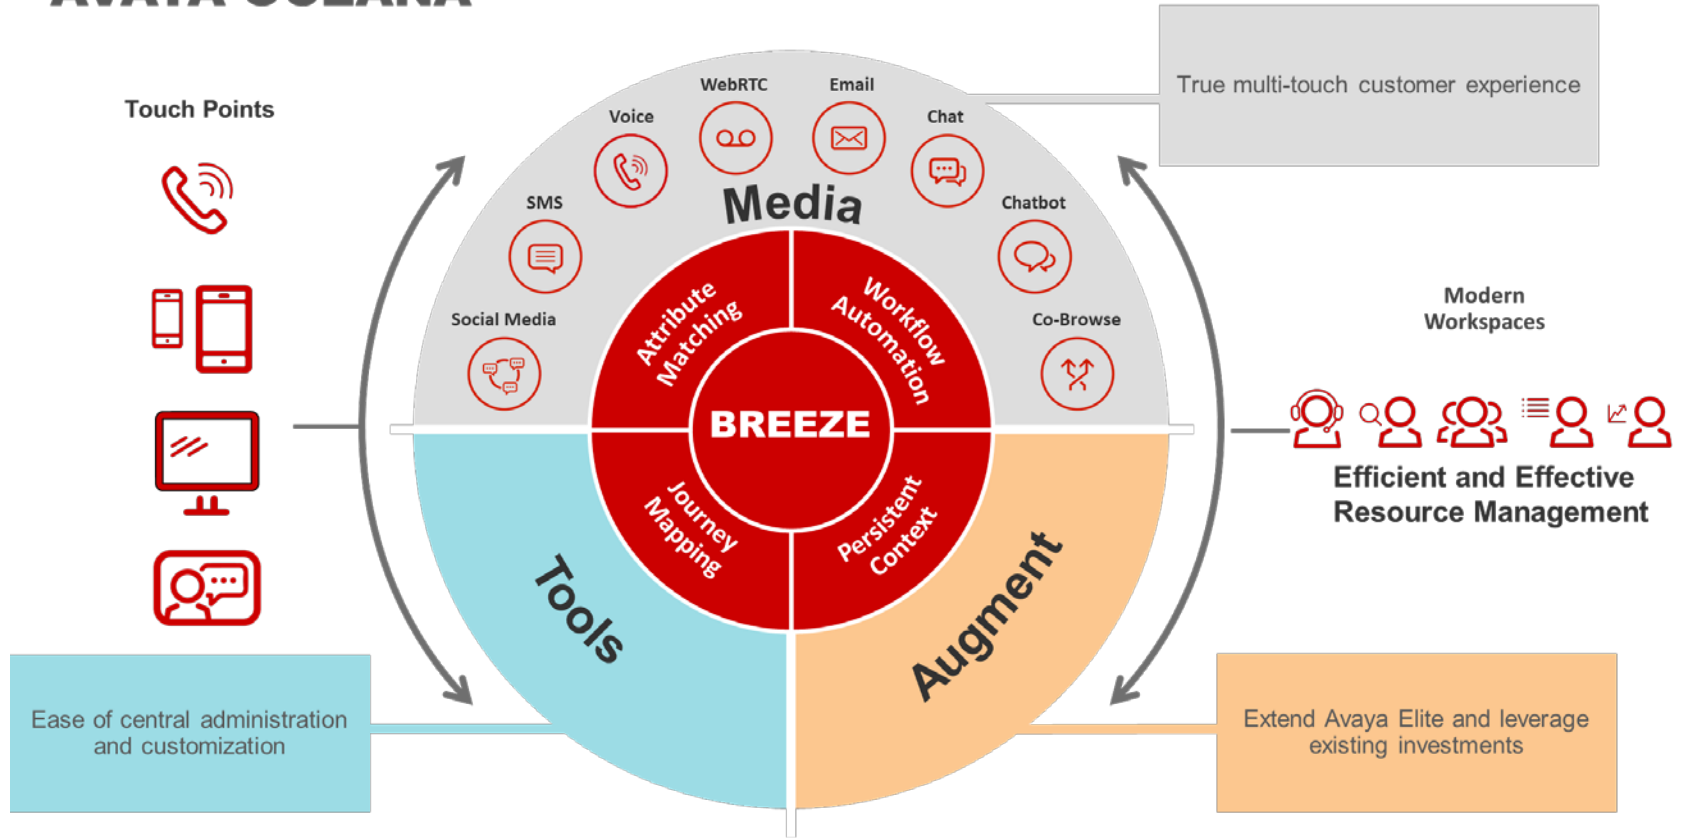 AVAYA OCEANA
Touch Points
True multi-touch customer experience
WebRTC
Email
Voice
Chat
SMS
Chatbot
Social Media
Co-Browse
Media
Attribute
Matching
Workflow
Automation
BREEZE
Journey
Mapping
Persistent
Context
Tools
Augment
Modern
Workspaces
Efficient and Effective
Resource Management
Ease of central administration
and customization
Extend Avaya Elite and leverage
existing investments